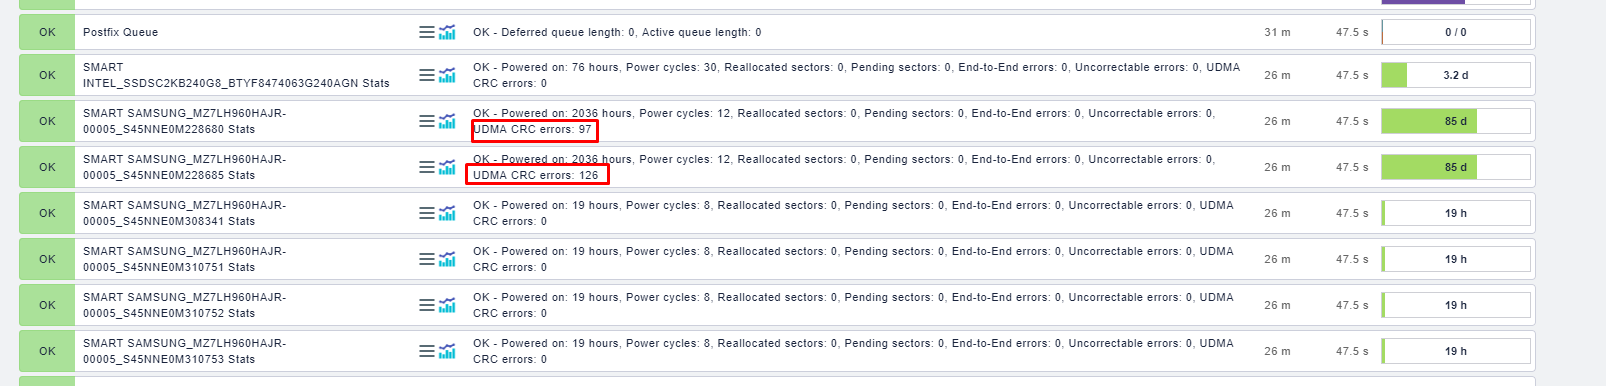 OK Postfix Queue OK - Deferred queue length: 0, Active queue length: 0 31 m 47.5 s 0 / 0
OK SMART OK - Powered on: 76 hours, Power cycles: 30, Reallocated sectors: 0, Pending sectors: 0, End-to-End errors: 0, Uncorrectable errors: 0, UDMA 26 m 47.5 s 3.2 d
INTEL_SSDSC2KB240G8_BTYF8474063G240AGN Stats CRC errors: 0
OK SMART SAMSUNG_MZ7LH960HAJR- OK - Powered on: 2036 hours, Power cycles: 12, Reallocated sectors: 0, Pending sectors: 0, End-to-End errors: 0, Uncorrectable errors: 0, 26 m 47.5 s 85 d
00005_S45NNE0M228680 Stats UDMA CRC errors: 97
OK SMART SAMSUNG_MZ7LH960HAJR- OK - Powered on: 2036 hours, Power cycles: 12, Reallocated sectors: 0, Pending sectors: 0, End-to-End errors: 0, Uncorrectable errors: 0, 26 m 47.5 s 85 d
00005_S45NNE0M228685 Stats UDMA CRC errors: 126
OK SMART SAMSUNG_MZ7LH960HAJR- OK - Powered on: 19 hours, Power cycles: 8, Reallocated sectors: 0, Pending sectors: 0, End-to-End errors: 0, Uncorrectable errors: 0, UDMA 26 m 47.5 s 19 h
00005_S45NNE0M308341 Stats CRC errors: 0
OK SMART SAMSUNG_MZ7LH960HAJR- OK - Powered on: 19 hours, Power cycles: 8, Reallocated sectors: 0, Pending sectors: 0, End-to-End errors: 0, Uncorrectable errors: 0, UDMA 26 m 47.5 s 19 h
00005_S45NNE0M310751 Stats CRC errors: 0
OK SMART SAMSUNG_MZ7LH960HAJR- OK - Powered on: 19 hours, Power cycles: 8, Reallocated sectors: 0, Pending sectors: 0, End-to-End errors: 0, Uncorrectable errors: 0, UDMA 26 m 47.5 s 19 h
00005_S45NNE0M310752 Stats CRC errors: 0
OK SMART SAMSUNG_MZ7LH960HAJR- OK - Powered on: 19 hours, Power cycles: 8, Reallocated sectors: 0, Pending sectors: 0, End-to-End errors: 0, Uncorrectable errors: 0, UDMA 26 m 47.5 s 19 h
00005_S45NNE0M310753 Stats CRC errors: 0